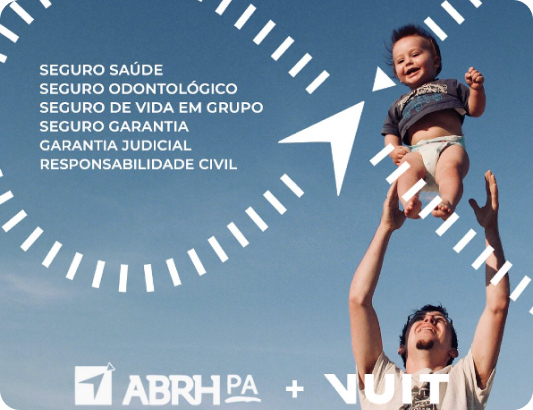 SEGURO SAÚDE
SEGURO ODONTOLÓGICO
SEGURO DE VIDA EM GRUPO
SEGURO GARANTIA
GARANTIA JUDICIAL
RESPONSABILIDADE CIVIL
ABRH PA + VUIT